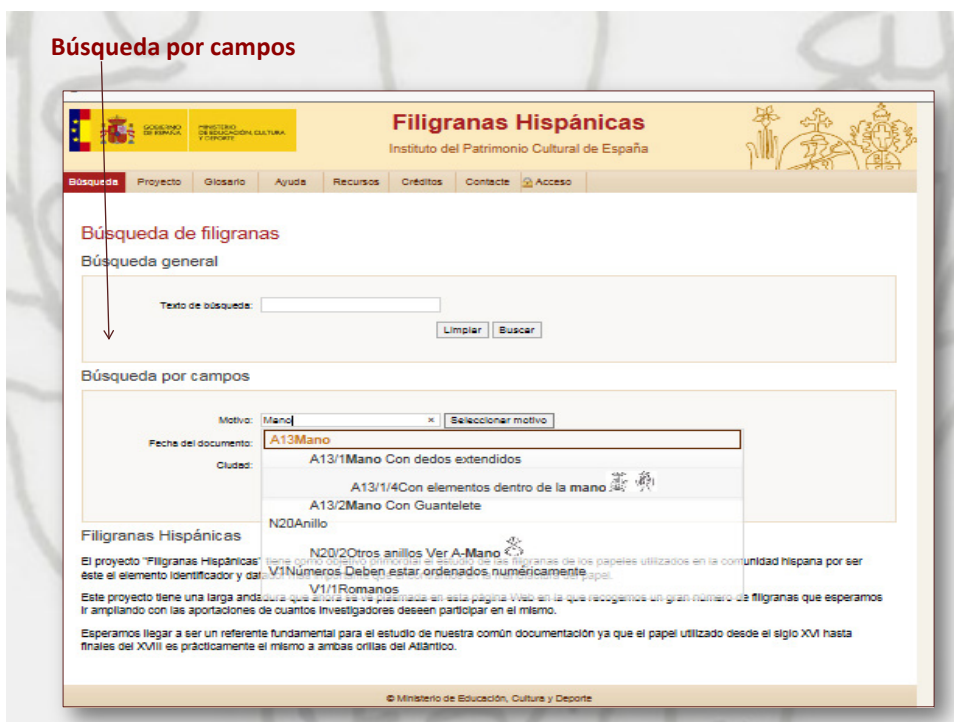 Búsqueda por campos
GOBIERNO DE ESPAÑA
MINISTERIO DE EDUCACIÓN, CULTURA Y DEPORTE
Filigranas Hispánicas
Instituto del Patrimonio Cultural de España
Búsqueda Proyecto Glosario Ayuda Recursos Créditos Contacte Acceso
Búsqueda de filigranas
Búsqueda general
Texto de búsqueda:
Limpiar Buscar
Búsqueda por campos
Motivo: Mano × Seleccionar motivo
Fecha del documento:
Ciudad:
A13Mano
A13/1Mano Con dedos extendidos
A13/1/4Con elementos dentro de la mano
A13/2Mano Con Guantelete
N20Anillo
N20/2Otros anillos Ver A-Mano
V1Números Deben estar ordenados numéricamente
V1/1Romanos
Filigranas Hispánicas
El proyecto "Filigranas Hispánicas" tiene como objetivo primordial el estudio de las filigranas de los papeles utilizados en la comunidad hispana por ser
éste el elemento identificador y datador más importante que encontramos en la manufactura del papel.
Este proyecto tiene una larga andadura que ahora se ve plasmada en esta página Web en la que recogemos un gran número de filigranas que esperamos
ir ampliando con las aportaciones de cuantos investigadores deseen participar en el mismo.
Esperamos llegar a ser un referente fundamental para el estudio de nuestra común documentación ya que el papel utilizado desde el siglo XVI hasta
finales del XVIII es prácticamente el mismo a ambas orillas del Atlántico.
© Ministerio de Educación, Cultura y Deporte